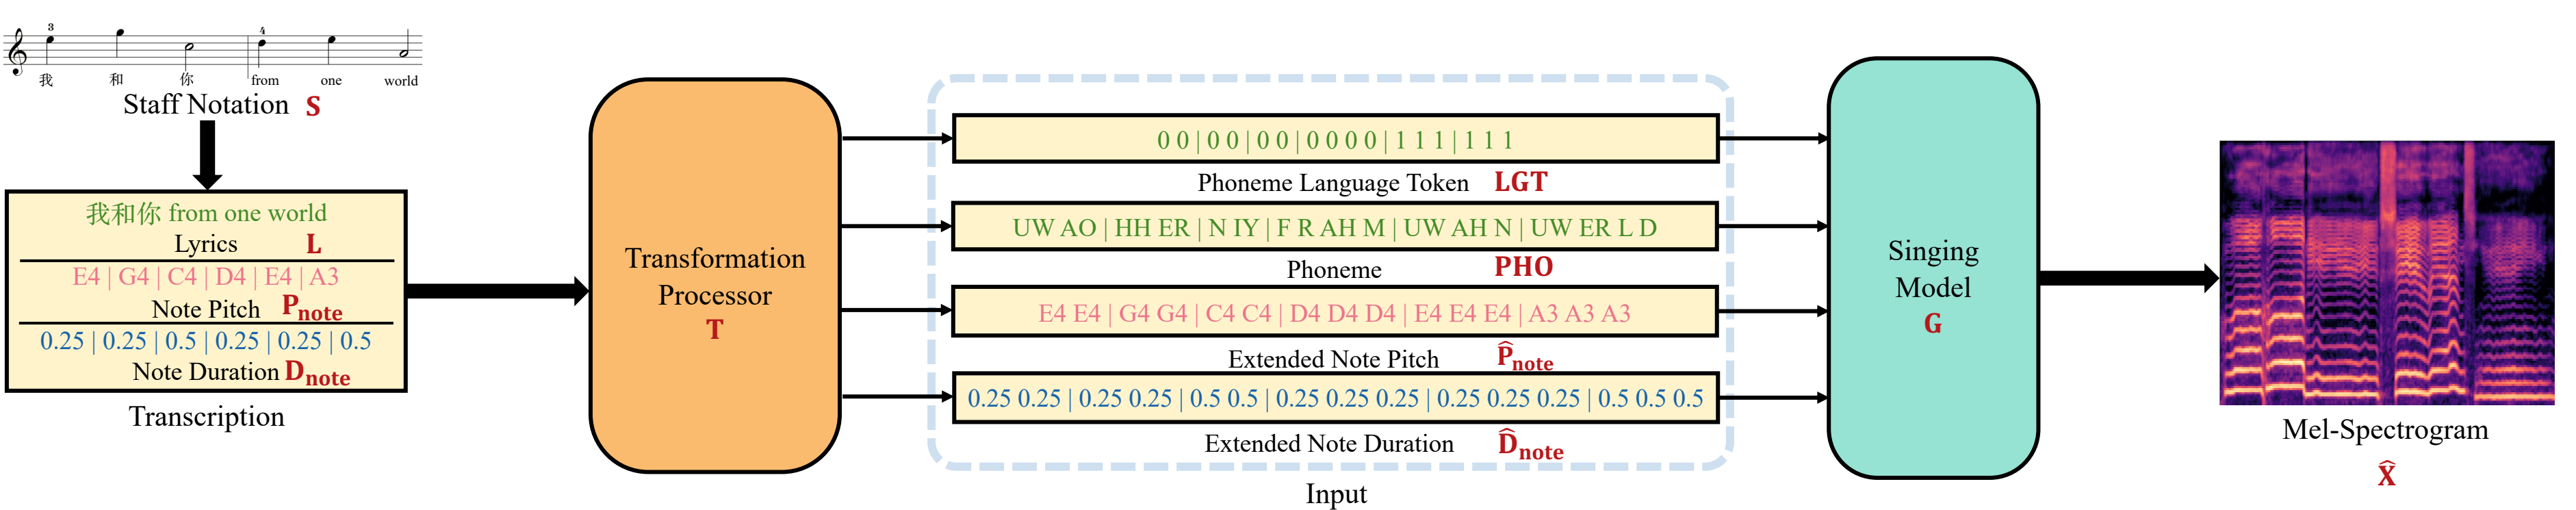 3 4
我 和 你 from one world
Staff Notation S
我和你 from one world
Lyrics L
E4 | G4 | C4 | D4 | E4 | A3
Note Pitch P_note
0.25 | 0.25 | 0.5 | 0.25 | 0.25 | 0.5
Note Duration D_note
Transcription
Transformation
Processor
T
0 0 | 0 0 | 0 0 | 0 0 0 0 | 1 1 1 | 1 1 1
Phoneme Language Token LGT
UW AO | HH ER | N IY | F R AH M | UW AH N | UW ER L D
Phoneme PHO
E4 E4 | G4 G4 | C4 C4 | D4 D4 D4 | E4 E4 E4 | A3 A3 A3
Extended Note Pitch P̂_note
0.25 0.25 | 0.25 0.25 | 0.5 0.5 | 0.25 0.25 0.25 | 0.25 0.25 0.25 | 0.5 0.5 0.5
Extended Note Duration D̂_note
Input
Singing
Model
G
Mel-Spectrogram
X̂